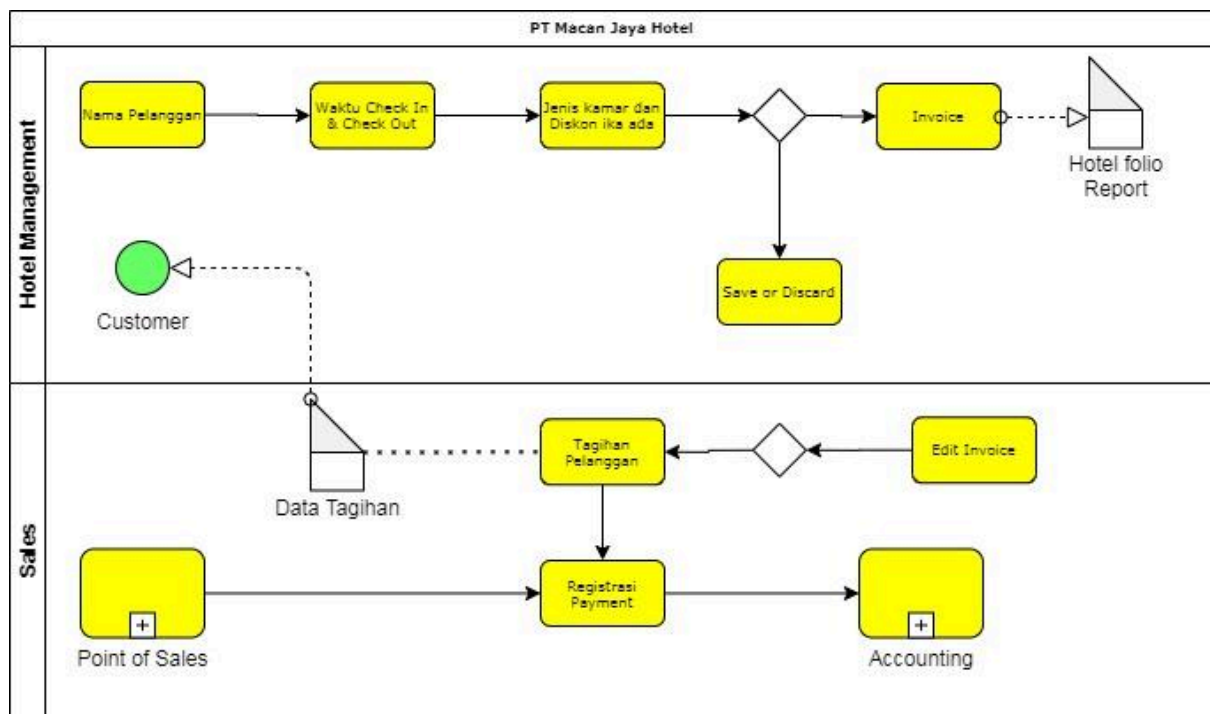 PT Macan Jaya Hotel
Hotel Management
Nama Pelanggan
Waktu Check In
& Check Out
Jenis kamar dan
Diskon ika ada
Invoice
Hotel folio
Report
Customer
Save or Discard
Sales
Data Tagihan
Tagihan
Pelanggan
Edit Invoice
Point of Sales
Registrasi
Payment
Accounting